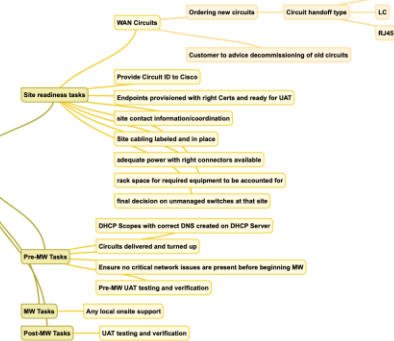 Ordering new circuits
Circuit handoff type
LC
WAN Circuits
RJ45
Customer to advice decommissioning of old circuits
Provide Circuit ID to Cisco
Site readiness tasks
Endpoints provisioned with right Certs and ready for UAT
site contact information/coordination
Site cabling labeled and in place
adequate power with right connectors available
rack space for required equipment to be accounted for
final decision on unmanaged switches at that site
DHCP Scopes with correct DNS created on DHCP Server
Circuits delivered and turned up
Pre-MW Tasks
Ensure no critical network issues are present before beginning MW
Pre-MW UAT testing and verification
MW Tasks
Any local onsite support
Post-MW Tasks
UAT testing and verification